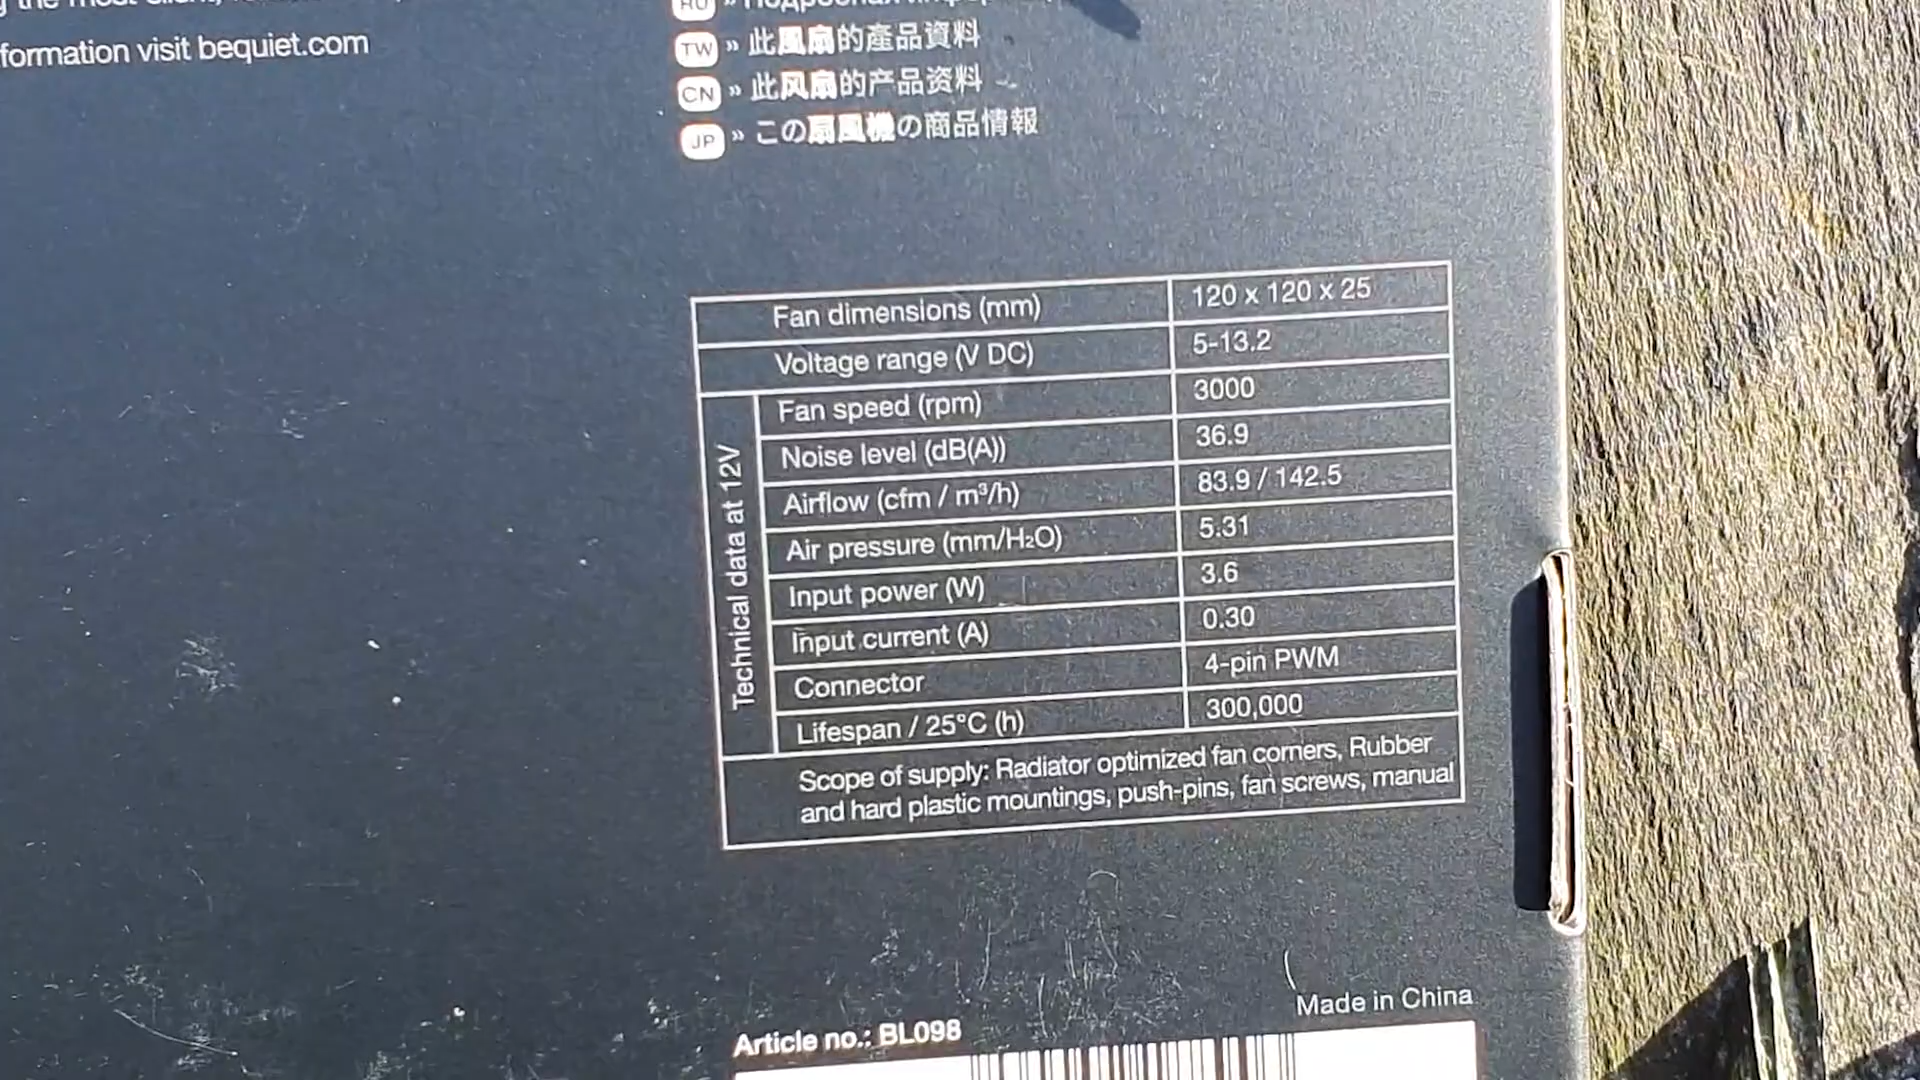 formation visit bequiet.com
RU
TW » 此風扇的產品資料
CN » 此风扇的产品资料
JP » この扇風機の商品情報
Fan dimensions (mm) 120 x 120 x 25
Voltage range (V DC) 5-13.2
Technical data at 12V
Fan speed (rpm) 3000
Noise level (dB(A)) 36.9
Airflow (cfm / m³/h) 83.9 / 142.5
Air pressure (mm/H₂O) 5.31
Input power (W) 3.6
Input current (A) 0.30
Connector 4-pin PWM
Lifespan / 25°C (h) 300,000
Scope of supply: Radiator optimized fan corners, Rubber
and hard plastic mountings, push-pins, fan screws, manual
Made in China
Article no.: BL098